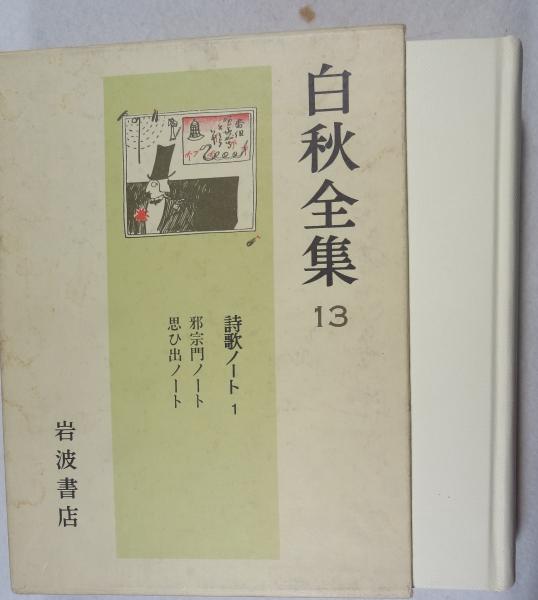 白秋全集
13
詩歌ノート 1
邪宗門ノート
思ひ出ノート
岩波書店